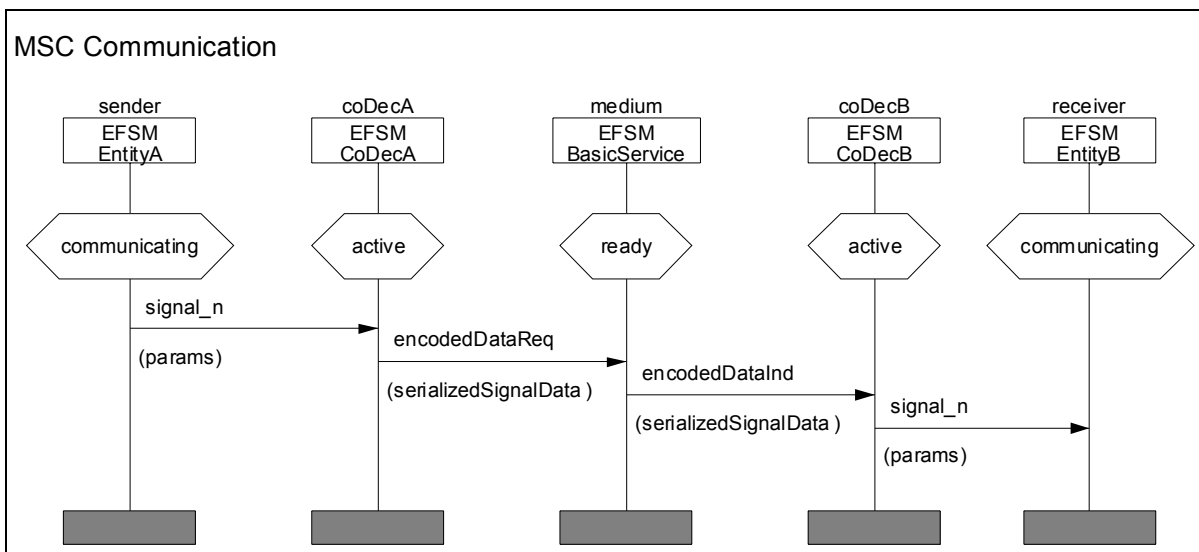 MSC Communication
sender
coDecA
medium
coDecB
receiver
EFSM
EntityA
EFSM
CoDecA
EFSM
BasicService
EFSM
CoDecB
EFSM
EntityB
communicating
active
ready
active
communicating
signal_n
(params)
encodedDataReq
(serializedSignalData )
encodedDataInd
(serializedSignalData )
signal_n
(params)